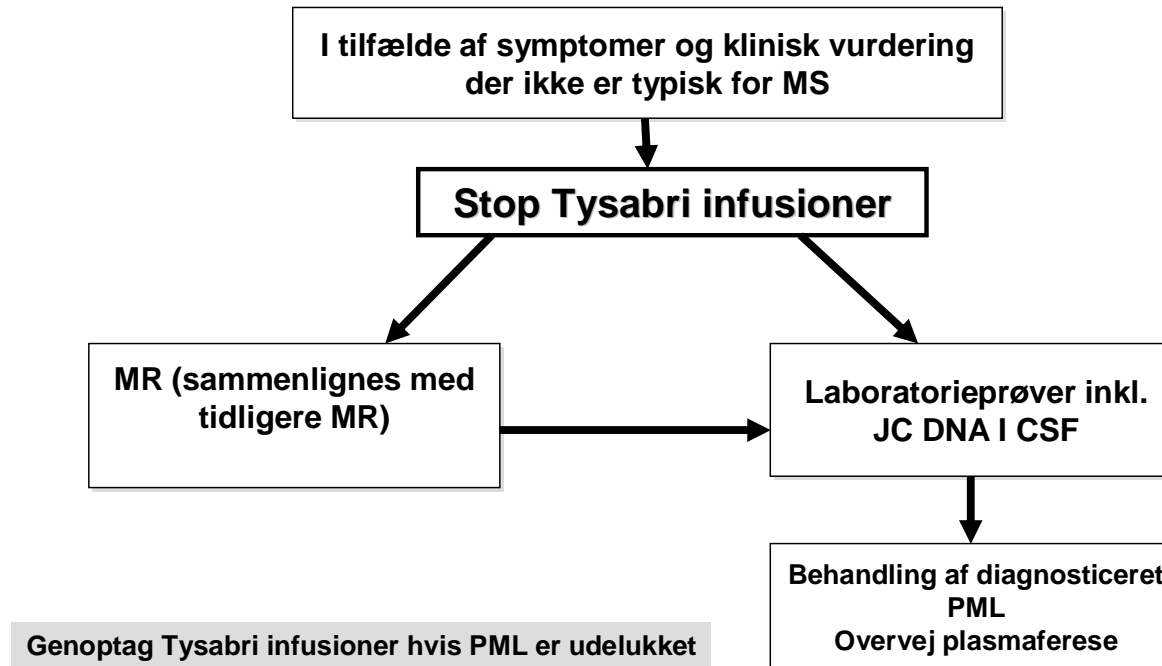 I tilfælde af symptomer og klinisk vurdering
der ikke er typisk for MS
Stop Tysabri infusioner
MR (sammenlignes med
tidligere MR)
Laboratorieprøver inkl.
JC DNA I CSF
Behandling af diagnosticeret
PML
Overvej plasmaferese
Genoptag Tysabri infusioner hvis PML er udelukket